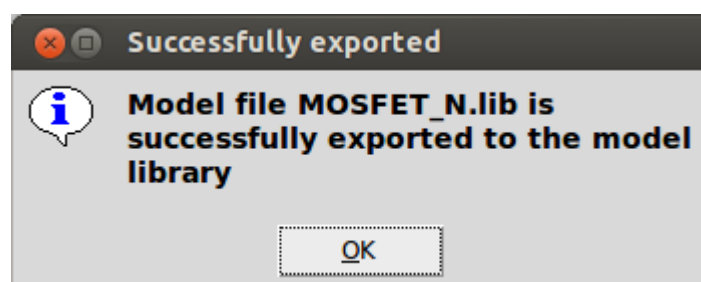 Successfully exported
Model file MOSFET_N.lib is
successfully exported to the model
library
OK